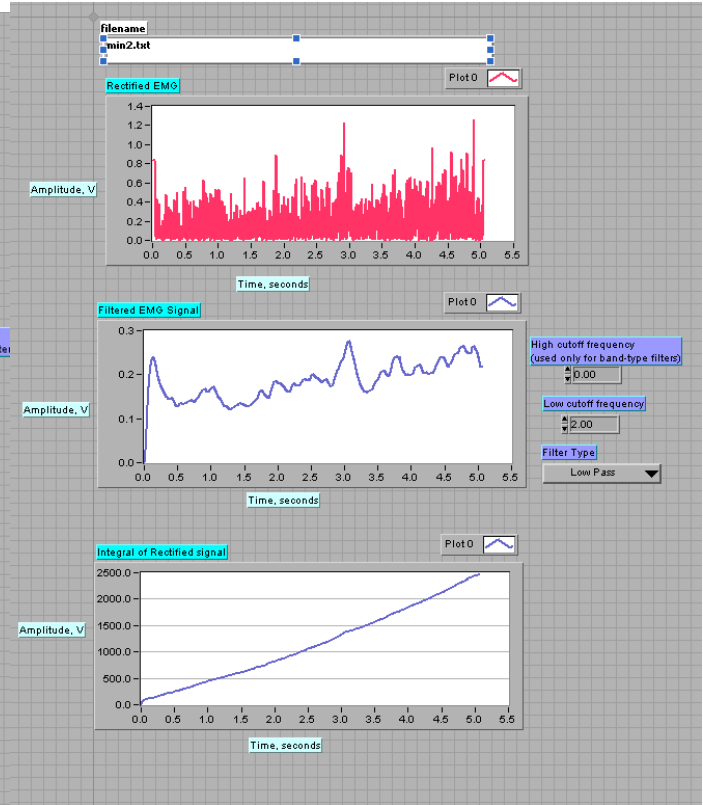 filename
min2.txt
Rectified EMG
Plot 0
1.4
1.2
1.0
0.8
0.6
0.4
0.2
0.0
Amplitude, V
0.0 0.5 1.0 1.5 2.0 2.5 3.0 3.5 4.0 4.5 5.0 5.5
Time, seconds
Filtered EMG Signal
Plot 0
0.3
0.2
0.1
0.0
Amplitude, V
0.0 0.5 1.0 1.5 2.0 2.5 3.0 3.5 4.0 4.5 5.0 5.5
Time, seconds
High cutoff frequency
(used only for band-type filters)
0.00
Low cutoff frequency
2.00
Filter Type
Low Pass
Integral of Rectified signal
Plot 0
2500.0
2000.0
1500.0
1000.0
500.0
0.0
Amplitude, V
0.0 0.5 1.0 1.5 2.0 2.5 3.0 3.5 4.0 4.5 5.0 5.5
Time, seconds